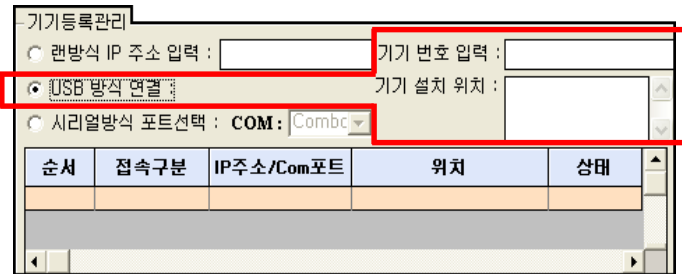 기기등록관리
랜방식 IP 주소 입력 : 기기 번호 입력 :
USB 방식 연결 : 기기 설치 위치 :
시리얼방식 포트선택 : COM : Combo
순서 접속구분 IP주소/Com포트 위치 상태